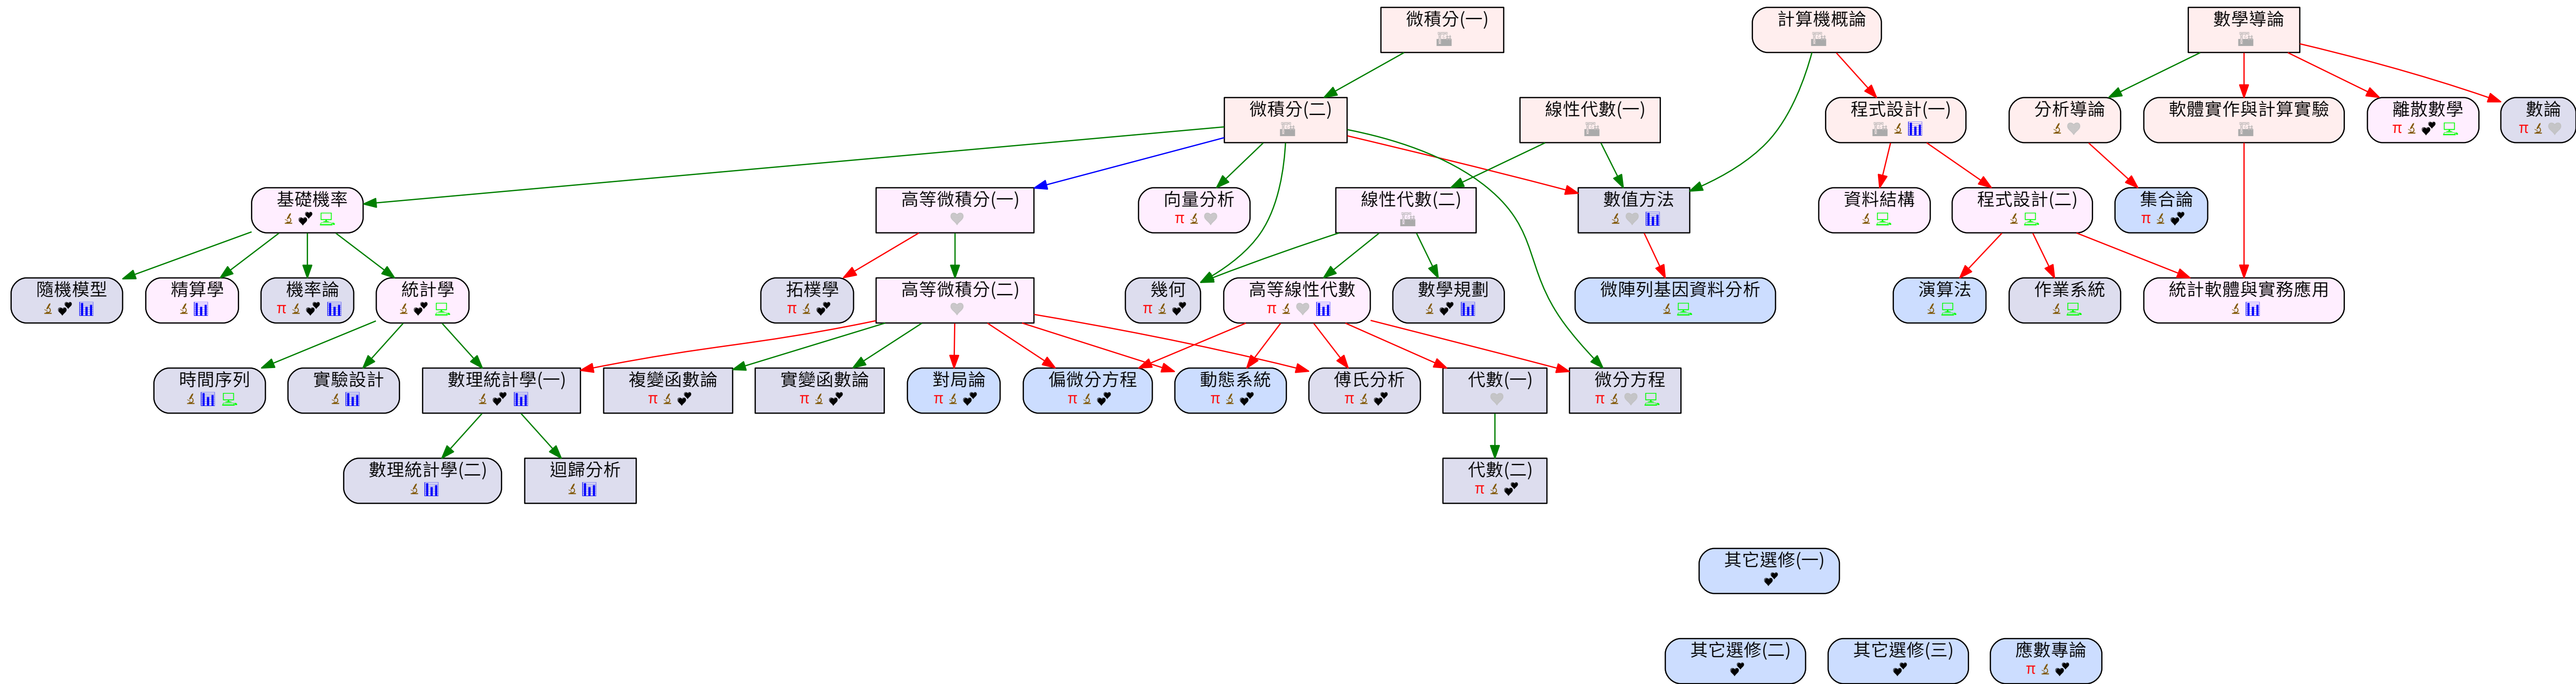 微積分(一)
計算機概論
數學導論
微積分(二)
線性代數(一)
程式設計(一)
分析導論
軟體實作與計算實驗
離散數學
π
數論
π
基礎機率
高等微積分(一)
向量分析
π
線性代數(二)
數值方法
資料結構
程式設計(二)
集合論
π
隨機模型
精算學
機率論
π
統計學
拓樸學
π
高等微積分(二)
幾何
π
高等線性代數
π
數學規劃
微陣列基因資料分析
演算法
作業系統
統計軟體與實務應用
時間序列
實驗設計
數理統計學(一)
複變函數論
π
實變函數論
π
對局論
π
偏微分方程
π
動態系統
π
傅氏分析
π
代數(一)
微分方程
π
數理統計學(二)
迴歸分析
代數(二)
π
其它選修(一)
其它選修(二)
其它選修(三)
應數專論
π